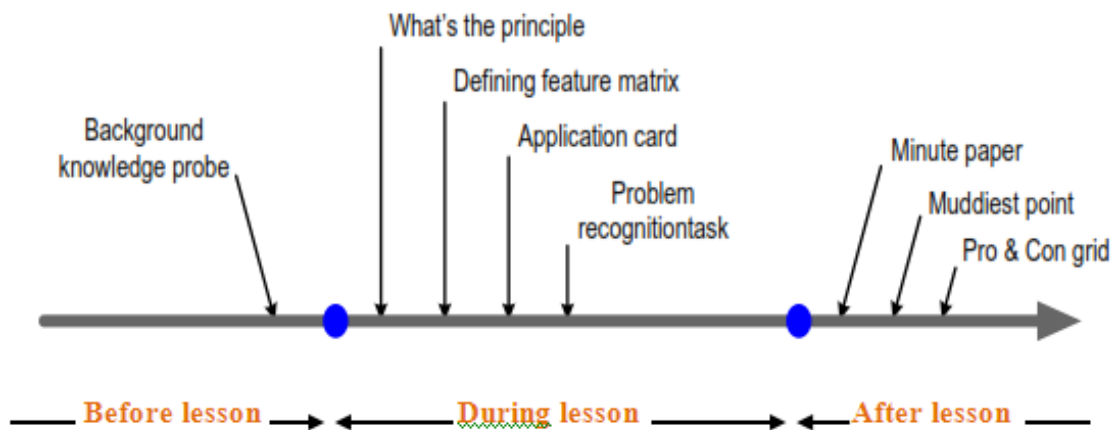 What's the principle
Defining feature matrix
Background
knowledge probe
Application card
Problem
recognitiontask
Minute paper
Muddiest point
Pro & Con grid
Before lesson
During lesson
After lesson